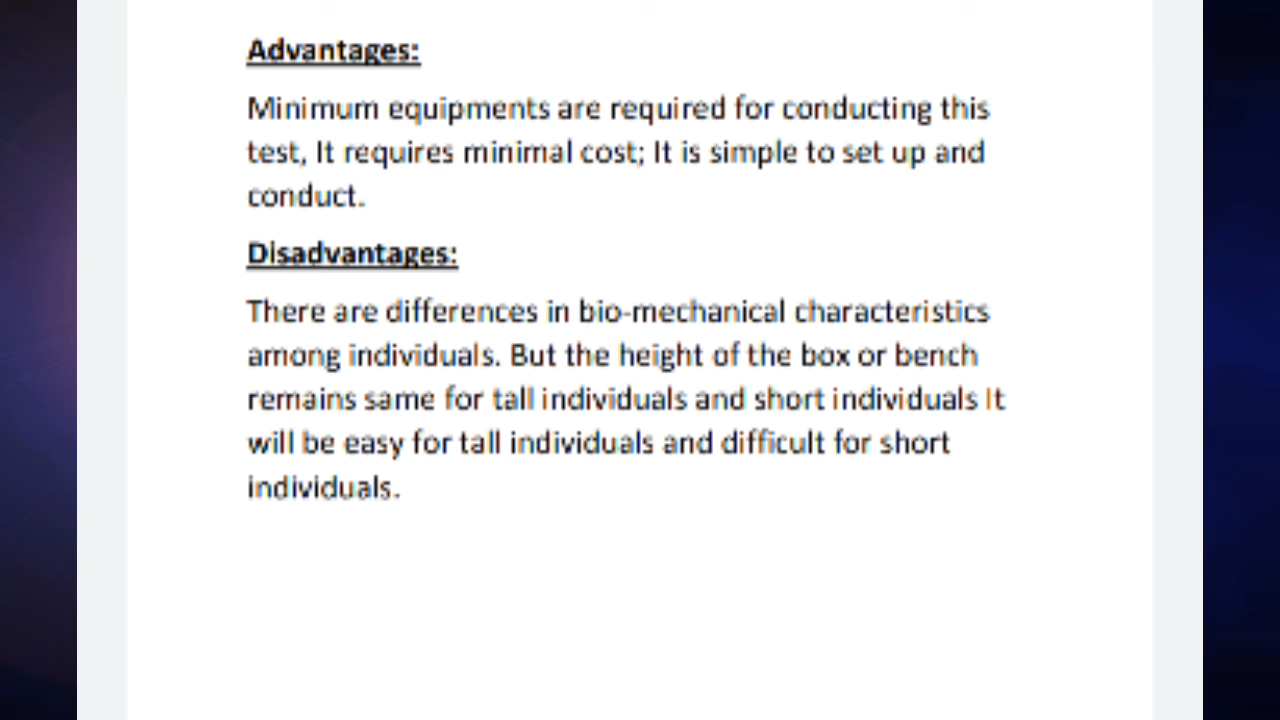 Advantages:
Minimum equipments are required for conducting this
test, It requires minimal cost; It is simple to set up and
conduct.
Disadvantages:
There are differences in bio-mechanical characteristics
among individuals. But the height of the box or bench
remains same for tall individuals and short individuals It
will be easy for tall individuals and difficult for short
individuals.